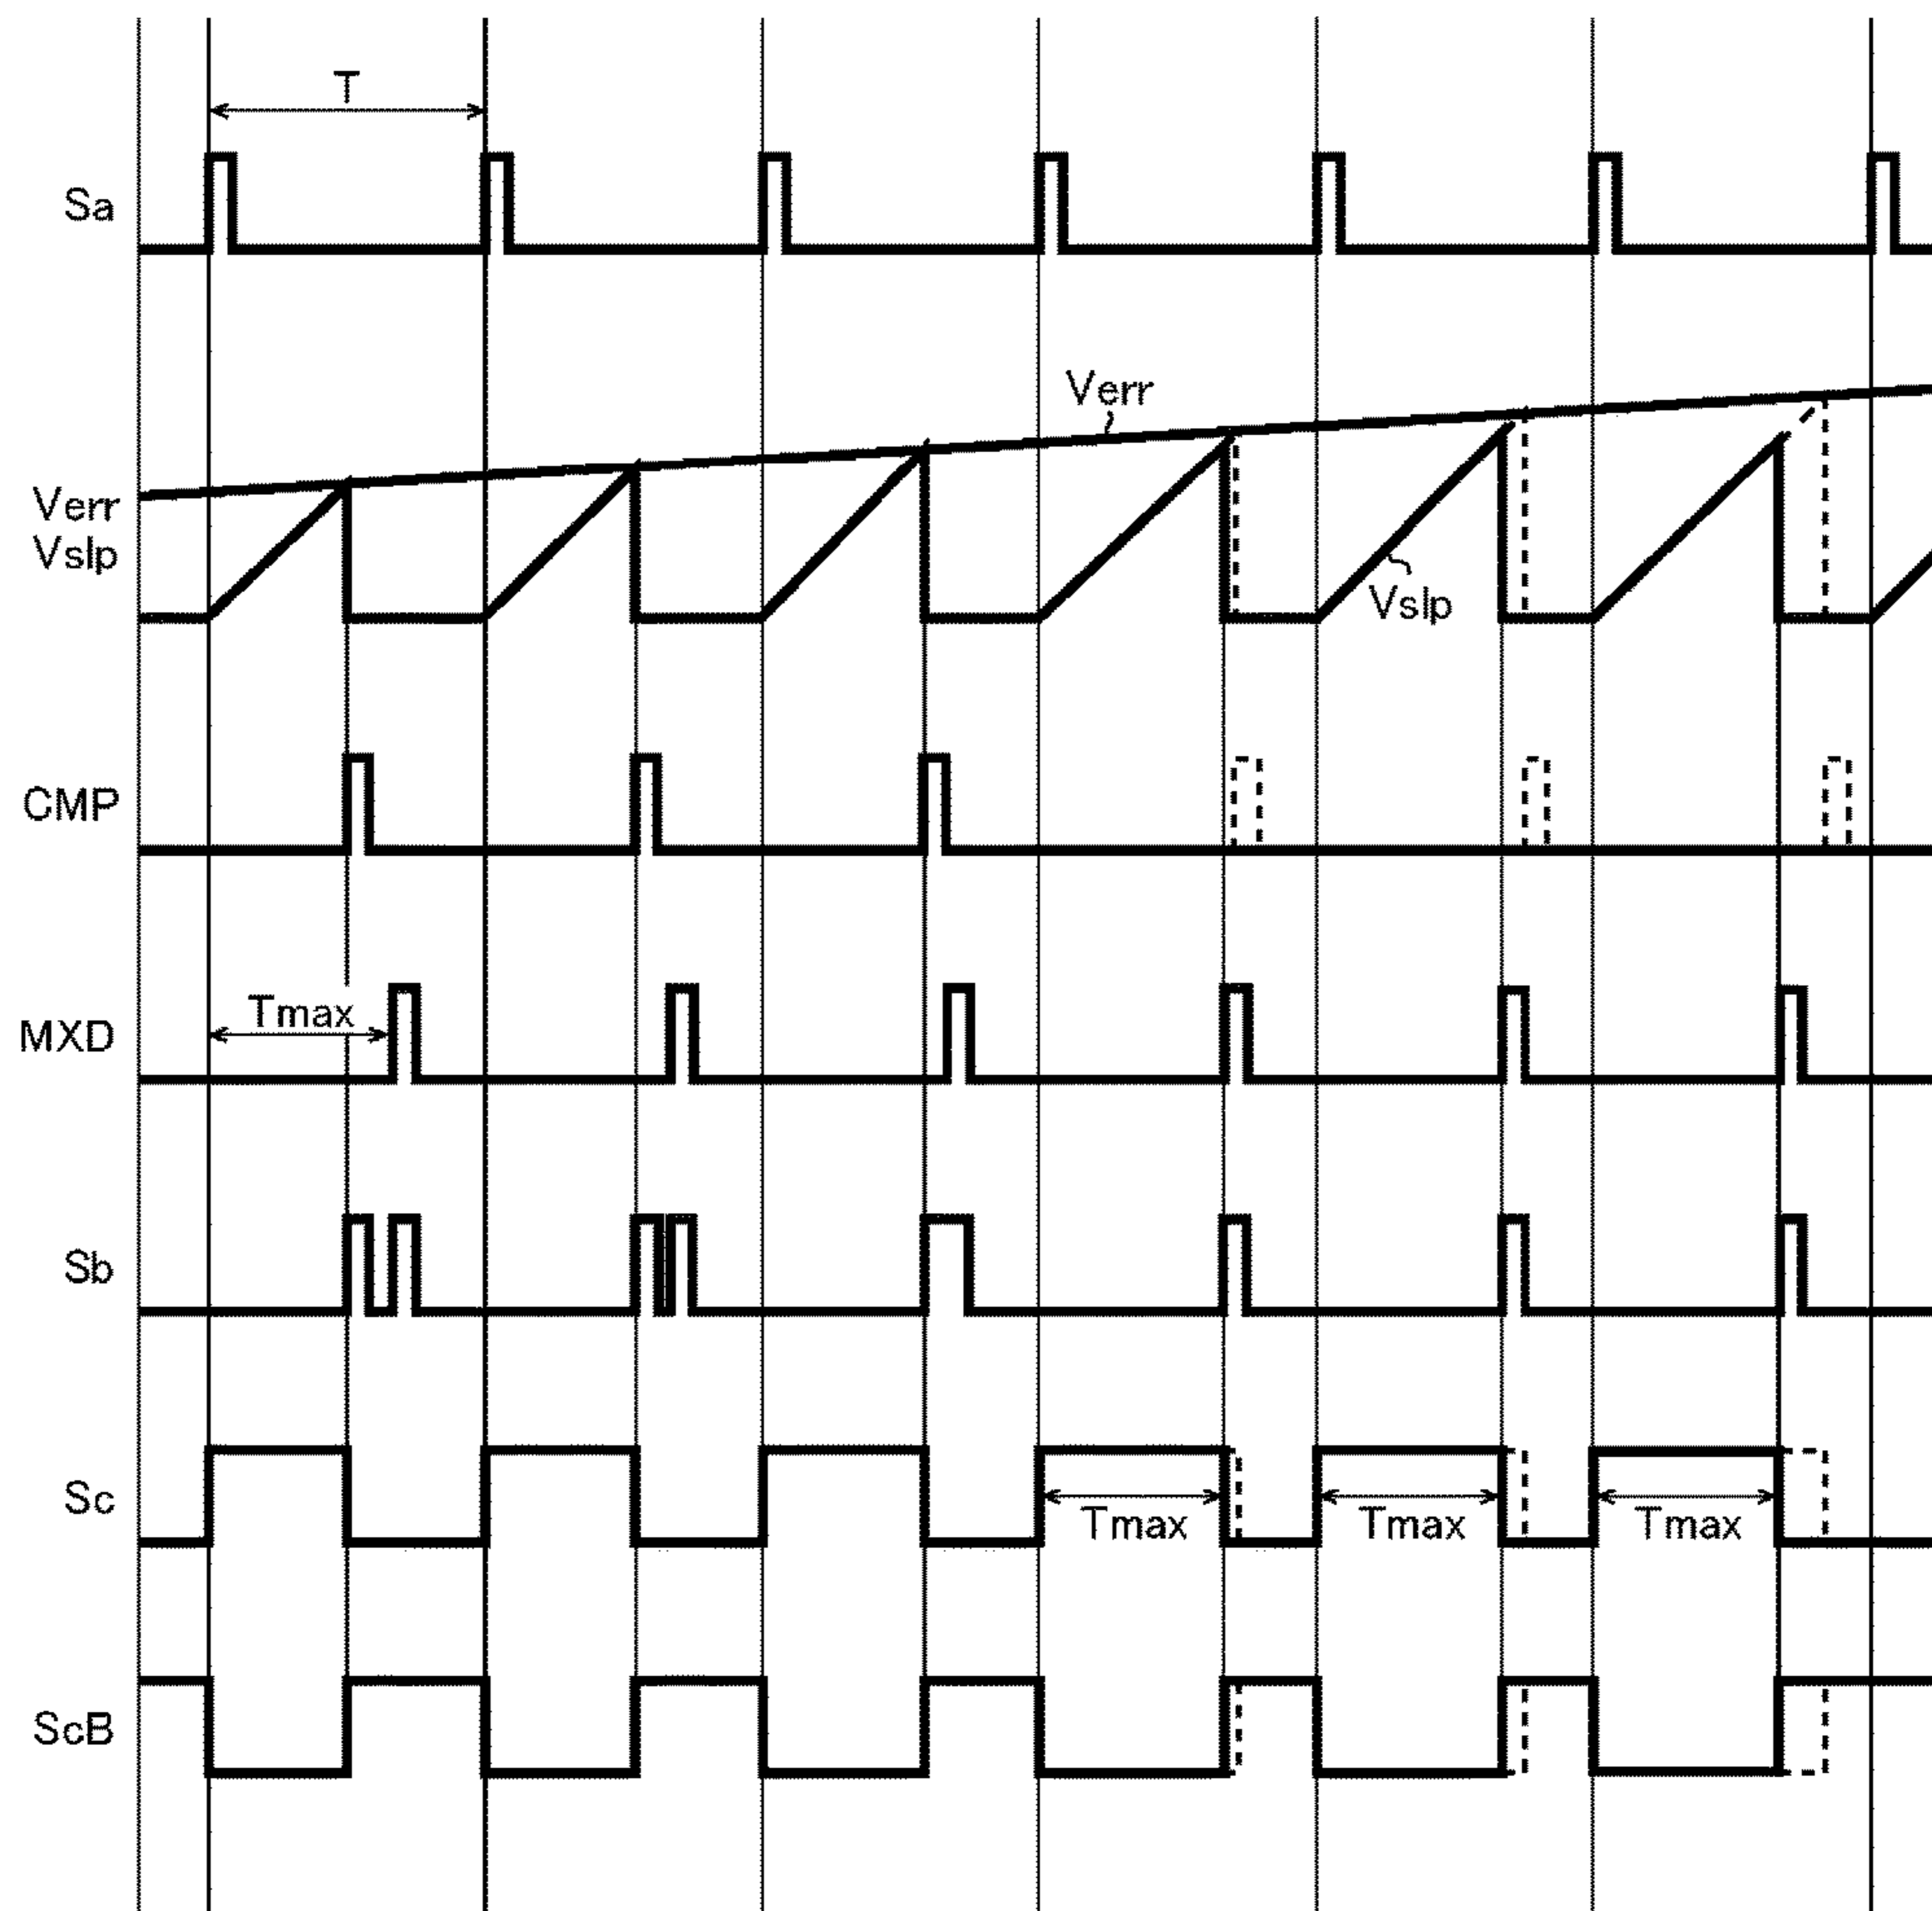 T
Sa
Verr
Verr
Vslp
Vslp
CMP
Tmax
MXD
Sb
Sc
Tmax
Tmax
Tmax
ScB